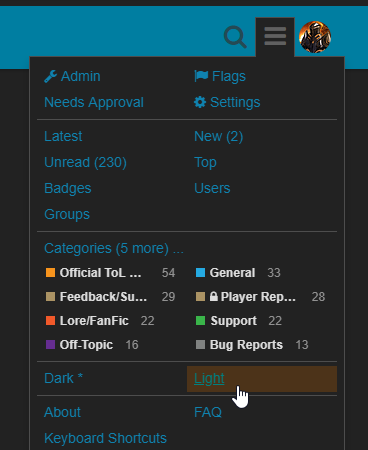 Admin Flags
Needs Approval Settings
Latest New (2)
Unread (230) Top
Badges Users
Groups
Categories (5 more) ...
Official ToL ... 54 General 33
Feedback/Su... 29 Player Rep... 28
Lore/FanFic 22 Support 22
Off-Topic 16 Bug Reports 13
Dark * Light
About FAQ
Keyboard Shortcuts